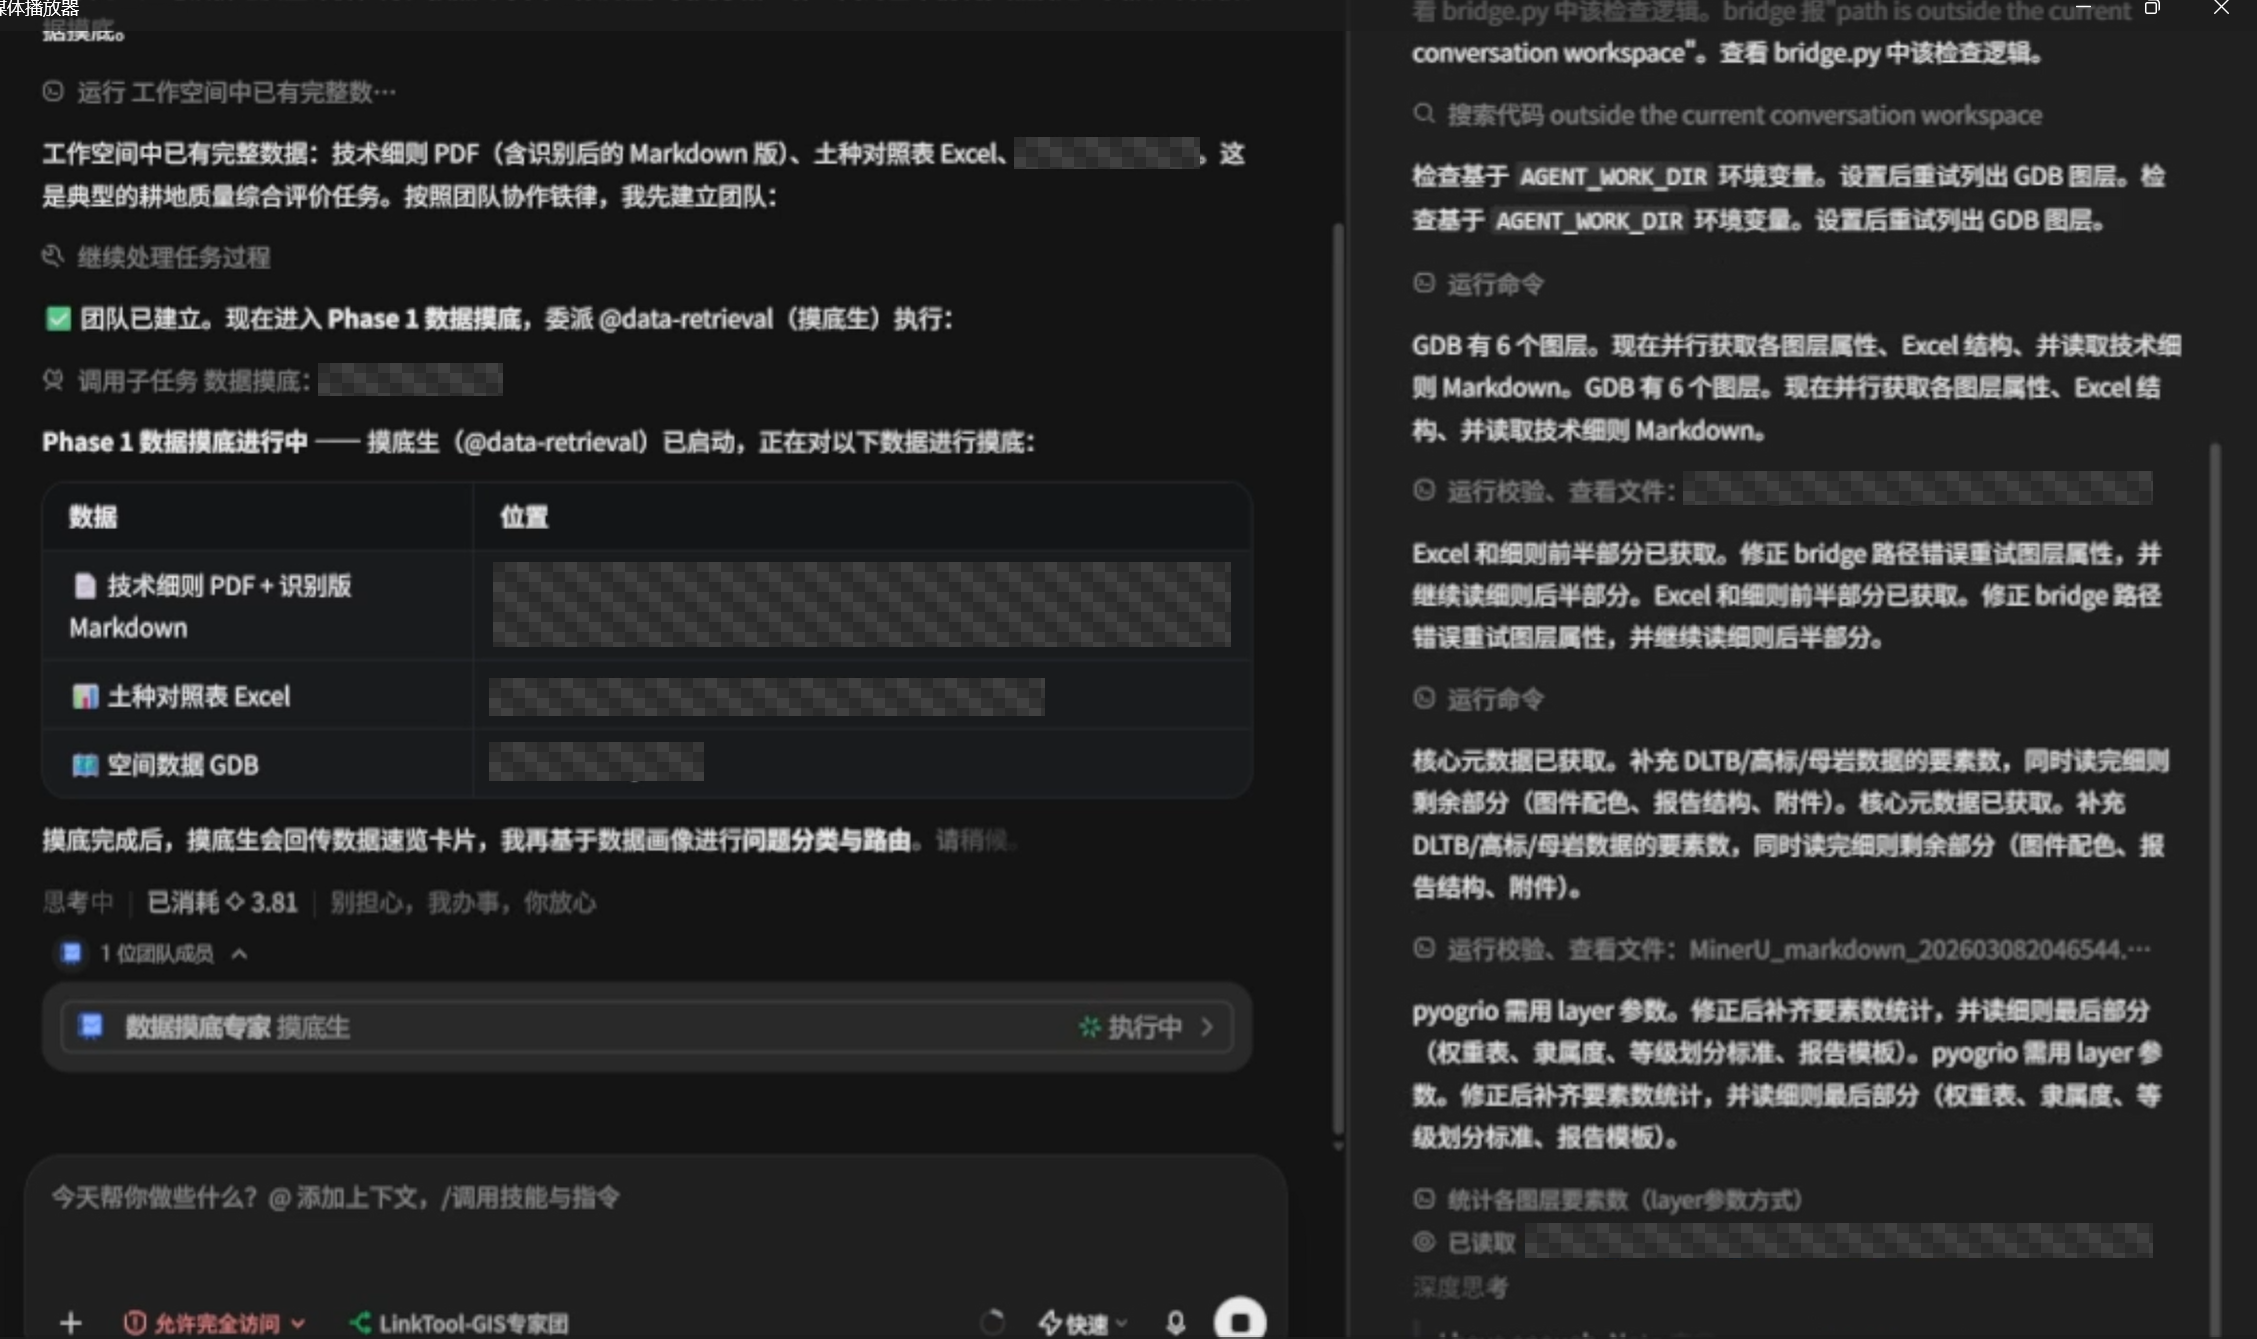 媒体播放器
据摸底。
运行 工作空间中已有完整数…
工作空间中已有完整数据：技术细则 PDF（含识别后的 Markdown 版）、土种对照表 Excel、。这
是典型的耕地质量综合评价任务。按照团队协作铁律，我先建立团队：
继续处理任务过程
✅ 团队已建立。现在进入 Phase 1 数据摸底，委派 @data-retrieval（摸底生）执行：
调用子任务 数据摸底：
Phase 1 数据摸底进行中 —— 摸底生（@data-retrieval）已启动，正在对以下数据进行摸底：
数据 位置
技术细则 PDF + 识别版
Markdown
土种对照表 Excel
空间数据 GDB
摸底完成后，摸底生会回传数据速览卡片，我再基于数据画像进行问题分类与路由。请稍候。
思考中 | 已消耗 3.81 | 别担心，我办事，你放心
1 位团队成员
数据摸底专家 摸底生 执行中
今天帮你做些什么？@ 添加上下文，/调用技能与指令
允许完全访问 LinkTool-GIS专家团 快速
看 bridge.py 中该检查逻辑。bridge 报"path is outside the current
conversation workspace"。查看 bridge.py 中该检查逻辑。
搜索代码 outside the current conversation workspace
检查基于 AGENT_WORK_DIR 环境变量。设置后重试列出 GDB 图层。检
查基于 AGENT_WORK_DIR 环境变量。设置后重试列出 GDB 图层。
运行命令
GDB 有 6 个图层。现在并行获取各图层属性、Excel 结构、并读取技术细
则 Markdown。GDB 有 6 个图层。现在并行获取各图层属性、Excel 结
构、并读取技术细则 Markdown。
运行校验、查看文件：
Excel 和细则前半部分已获取。修正 bridge 路径错误重试图层属性，并
继续读细则后半部分。Excel 和细则前半部分已获取。修正 bridge 路径
错误重试图层属性，并继续读细则后半部分。
运行命令
核心元数据已获取。补充 DLTB/高标/母岩数据的要素数，同时读完细则
剩余部分（图件配色、报告结构、附件）。核心元数据已获取。补充
DLTB/高标/母岩数据的要素数，同时读完细则剩余部分（图件配色、报
告结构、附件）。
运行校验、查看文件：MinerU_markdown_202603082046544.…
pyogrio 需用 layer 参数。修正后补齐要素数统计，并读细则最后部分
（权重表、隶属度、等级划分标准、报告模板）。pyogrio 需用 layer 参
数。修正后补齐要素数统计，并读细则最后部分（权重表、隶属度、等
级划分标准、报告模板）。
统计各图层要素数（layer参数方式）
已读取
深度思考